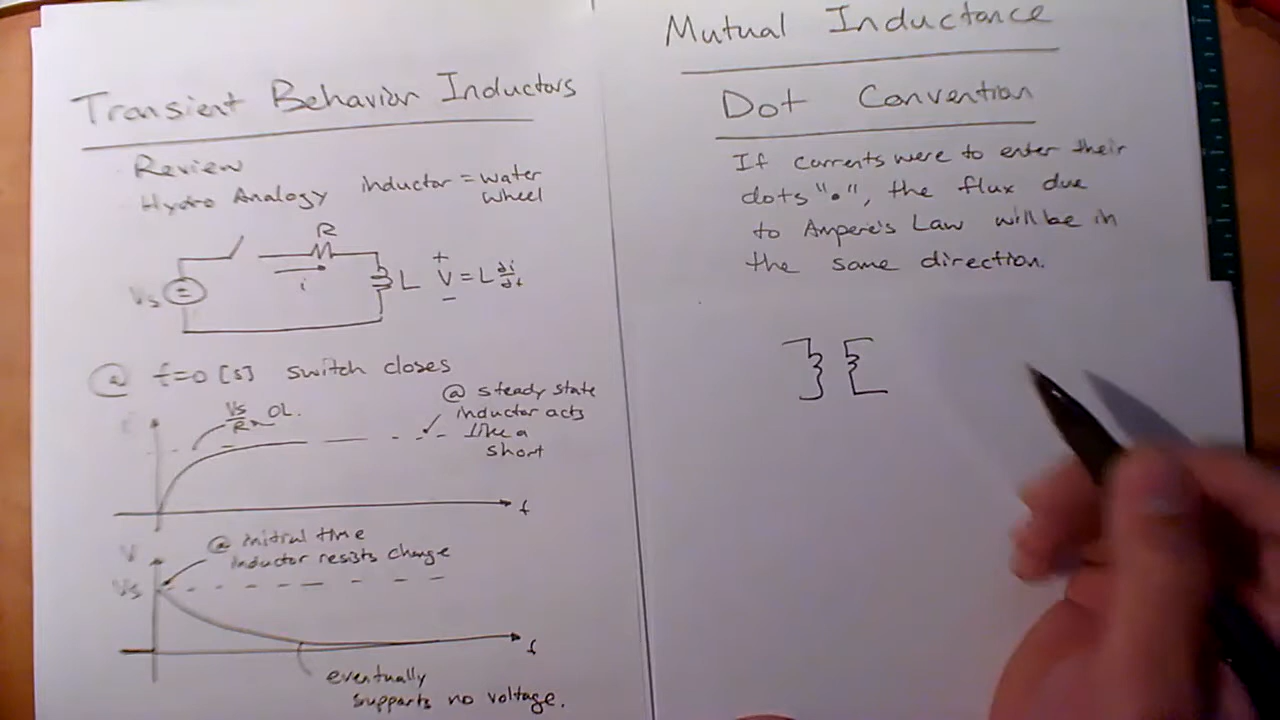 Transient Behavior Inductors
Review
Hydro Analogy inductor = water
wheel
R
Vs
i
L
+
V = L di/dt
-
@ t=0 [s] switch closes
@ steady state
inductor acts
like a
short
Vs/R
t
@ initial time
inductor resists change
V
Vs
t
eventually
supports no voltage.
Mutual Inductance
Dot Convention
If currents were to enter their
dots "•", the flux due
to Ampere's Law will be in
the same direction.